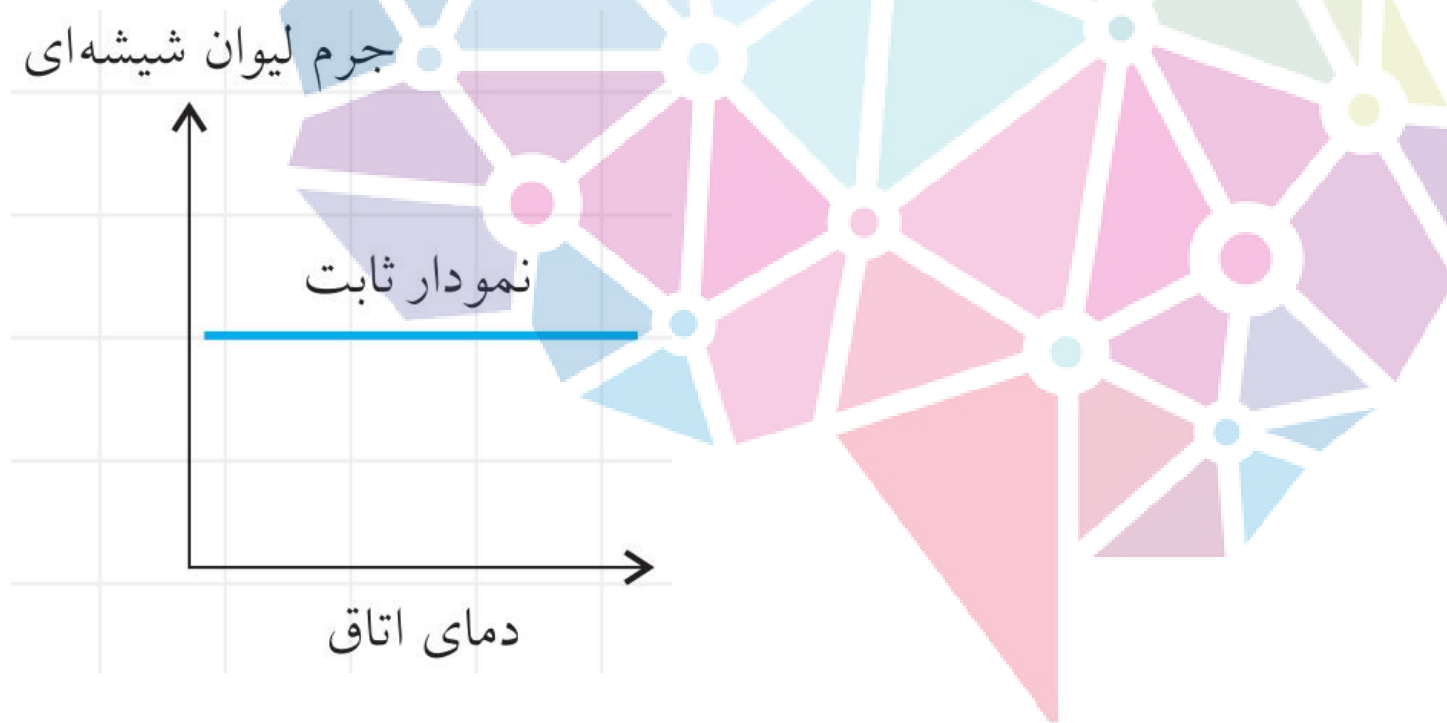 جرم لیوان شیشه‌ای
نمودار ثابت
دمای اتاق